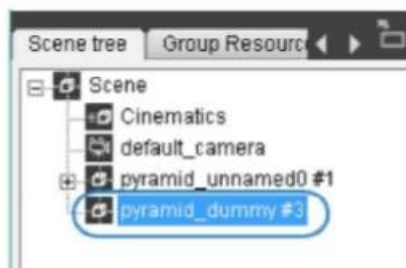 Scene tree Group Resourc
Scene
Cinematics
default_camera
pyramid_unnamed0 #1
pyramid_dummy #3